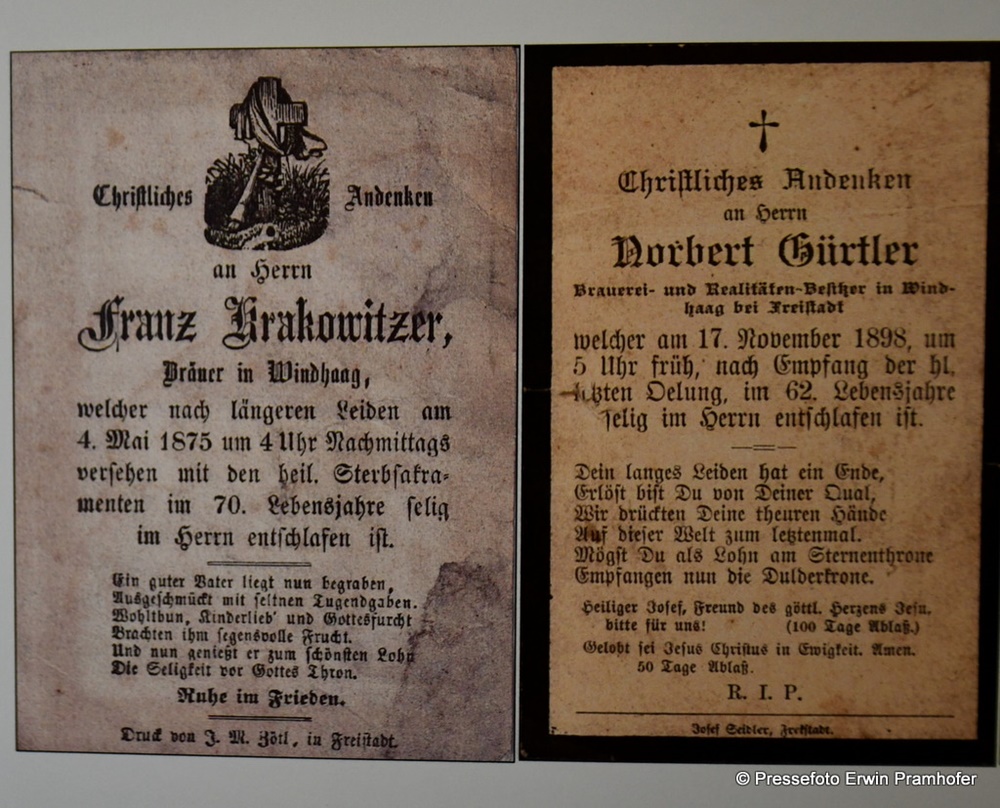 Christliches Andenken
an Herrn
Franz Krakowitzer,
Bräuer in Windhaag,
welcher nach längeren Leiden am
4. Mai 1875 um 4 Uhr Nachmittags
versehen mit den heil. Sterbsakra-
menten im 70. Lebensjahre selig
im Herrn entschlafen ist.
Ein guter Vater liegt nun begraben,
Ausgeschmückt mit seltnen Tugendgaben.
Wohlthun, Kinderlieb' und Gottesfurcht
Brachten ihm segensvolle Frucht.
Und nun genießt er zum schönsten Lohn
Die Seligkeit vor Gottes Thron.
Ruhe im Frieden.
Druck von J. M. Zötl, in Freistadt.
Christliches Andenken
an Herrn
Norbert Gürtler
Brauerei- und Realitäten-Besitzer in Wind-
haag bei Freistadt
welcher am 17. November 1898, um
5 Uhr früh, nach Empfang der hl.
letzten Oelung, im 62. Lebensjahre
selig im Herrn entschlafen ist.
Dein langes Leiden hat ein Ende,
Erlöst bist Du von Deiner Qual,
Wir drückten Deine theuren Hände
Auf dieser Welt zum letztenmal.
Mögst Du als Lohn am Sternenthrone
Empfangen nun die Dulderkrone.
Heiliger Josef, Freund des göttl. Herzens Jesu,
bitte für uns! (100 Tage Ablaß.)
Gelobt sei Jesus Christus in Ewigkeit. Amen.
50 Tage Ablaß.
R. I. P.
Josef Seidler, Freistadt.
© Pressefoto Erwin Pramhofer